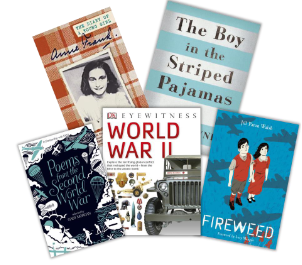 THE DIARY OF
A YOUNG GIRL
Anne Frank
The Boy
in the
Striped
Pajamas
Poems
from the
Second
World
War
DK EYEWITNESS
WORLD
WAR II
Jill Paton Walsh
FIREWEED